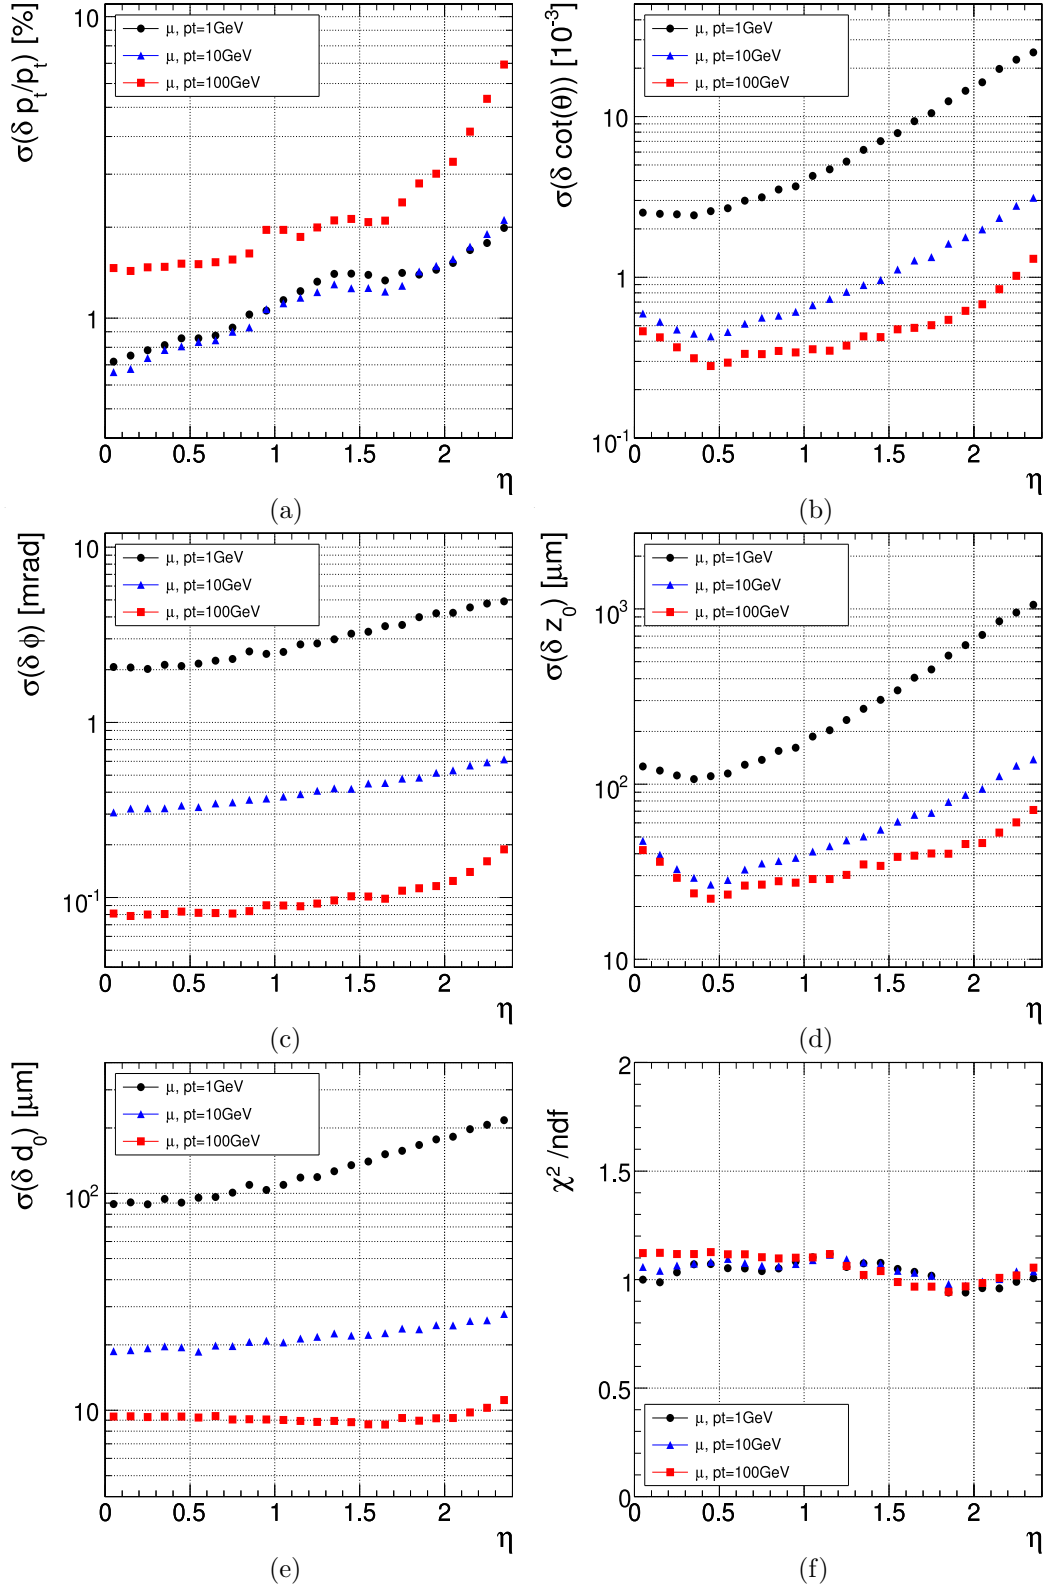 σ(δ p_t/p_t) [%]
10
1
μ, pt=1GeV
μ, pt=10GeV
μ, pt=100GeV
0 0.5 1 1.5 2
η
(a)
σ(δ cot(θ)) [10^-3]
10
1
10^-1
μ, pt=1GeV
μ, pt=10GeV
μ, pt=100GeV
0 0.5 1 1.5 2
η
(b)
σ(δ ϕ) [mrad]
10
1
10^-1
μ, pt=1GeV
μ, pt=10GeV
μ, pt=100GeV
0 0.5 1 1.5 2
η
(c)
σ(δ z_0) [μm]
10^3
10^2
10
μ, pt=1GeV
μ, pt=10GeV
μ, pt=100GeV
0 0.5 1 1.5 2
η
(d)
σ(δ d_0) [μm]
10^2
10
μ, pt=1GeV
μ, pt=10GeV
μ, pt=100GeV
0 0.5 1 1.5 2
η
(e)
χ^2 /ndf
2
1.5
1
0.5
0
μ, pt=1GeV
μ, pt=10GeV
μ, pt=100GeV
0 0.5 1 1.5 2
η
(f)